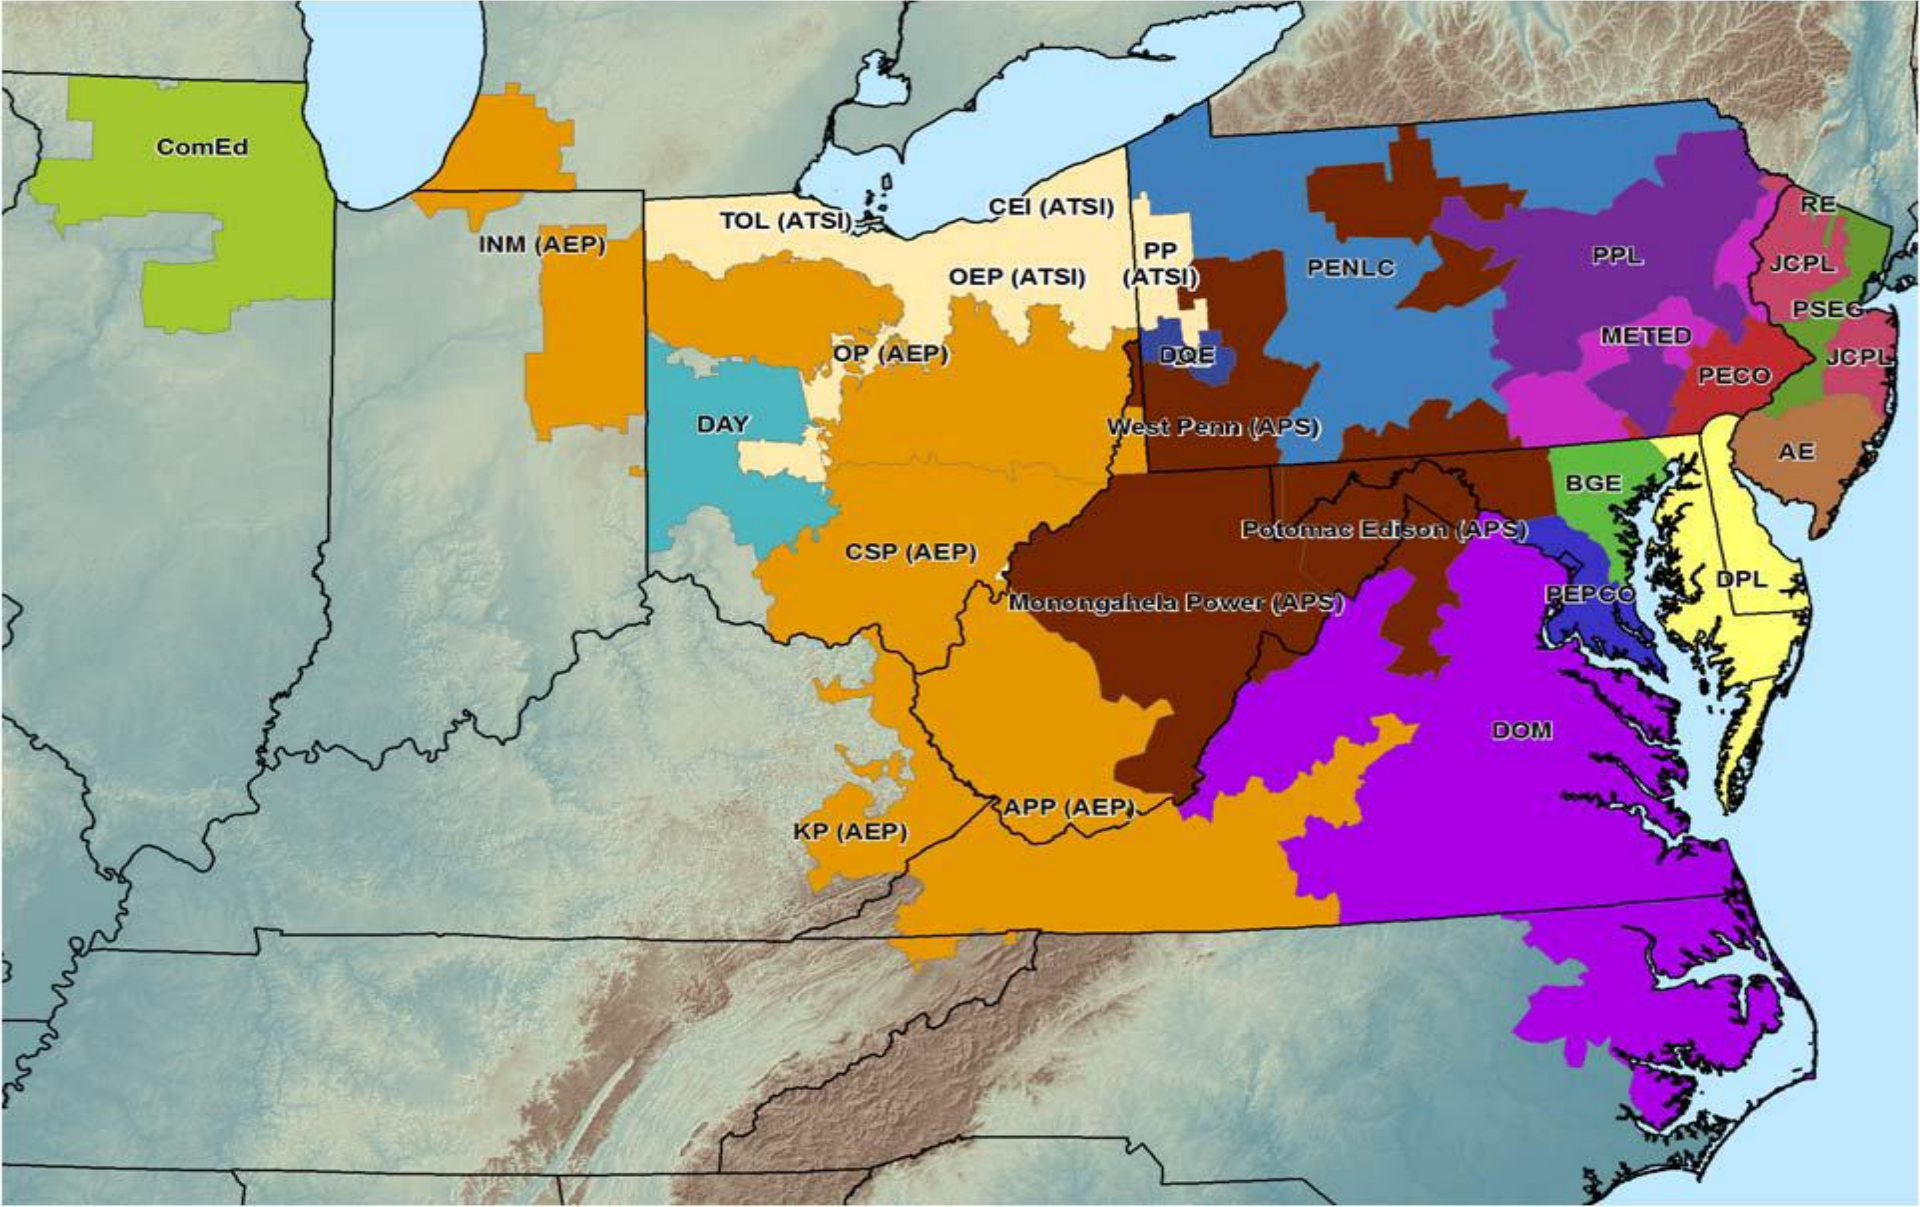 ComEd
RE
TOL (ATSI)
CEI (ATSI)
INM (AEP)
PP
(ATSI)
OEP (ATSI)
PENLC
PPL
JCPL
PSEG
METED
OP (AEP)
DQE
JCPL
PECO
DAY
West Penn (APS)
AE
BGE
Potomac Edison (APS)
CSP (AEP)
DPL
PEPCO
Monongahela Power (APS)
DOM
APP (AEP)
KP (AEP)